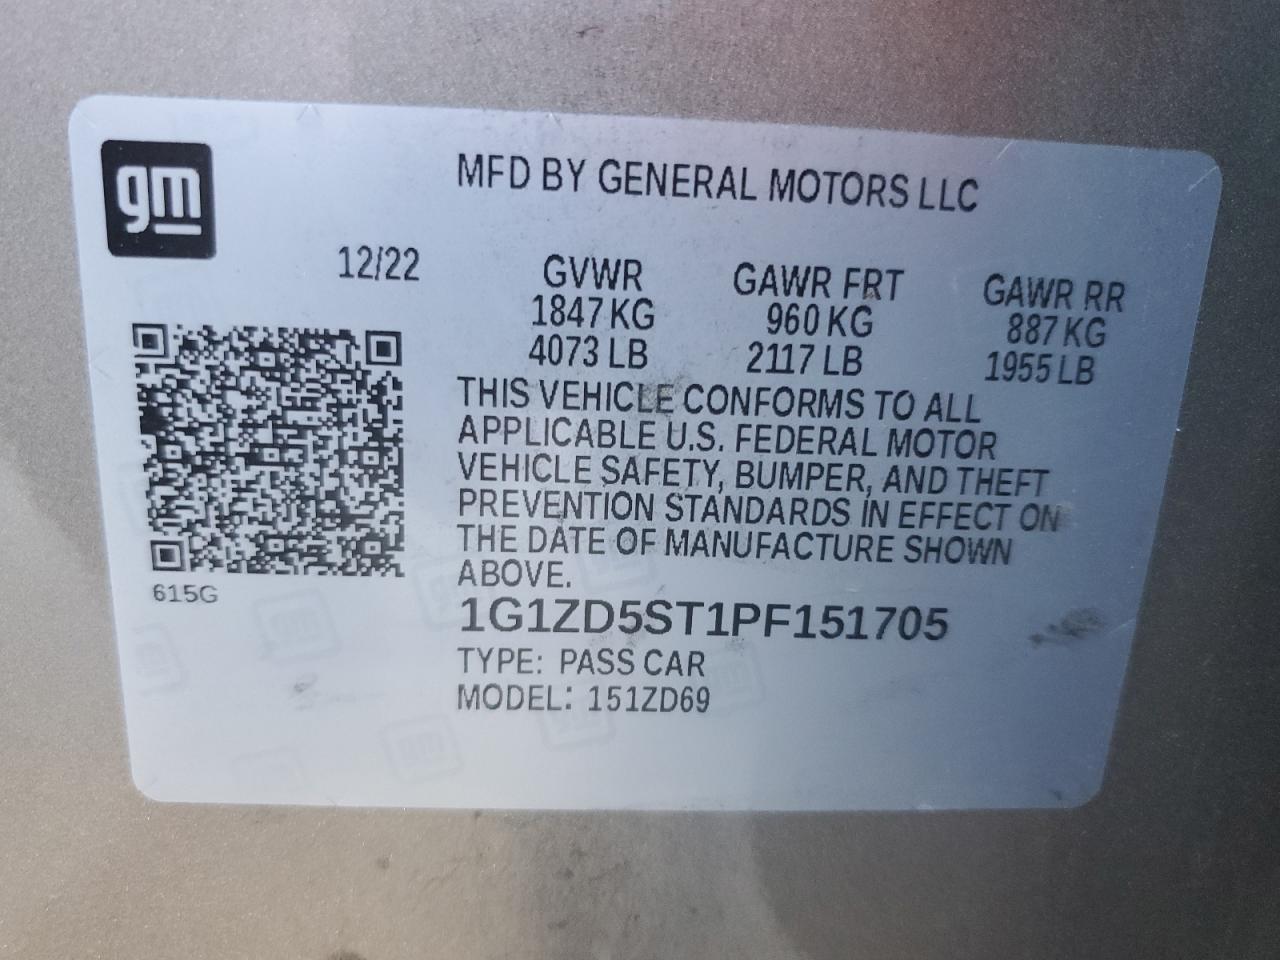 gm
MFD BY GENERAL MOTORS LLC
12/22
GVWR GAWR FRT GAWR RR
1847 KG 960 KG 887 KG
4073 LB 2117 LB 1955 LB
THIS VEHICLE CONFORMS TO ALL
APPLICABLE U.S. FEDERAL MOTOR
VEHICLE SAFETY, BUMPER, AND THEFT
PREVENTION STANDARDS IN EFFECT ON
THE DATE OF MANUFACTURE SHOWN
ABOVE.
615G
1G1ZD5ST1PF151705
TYPE: PASS CAR
MODEL: 151ZD69